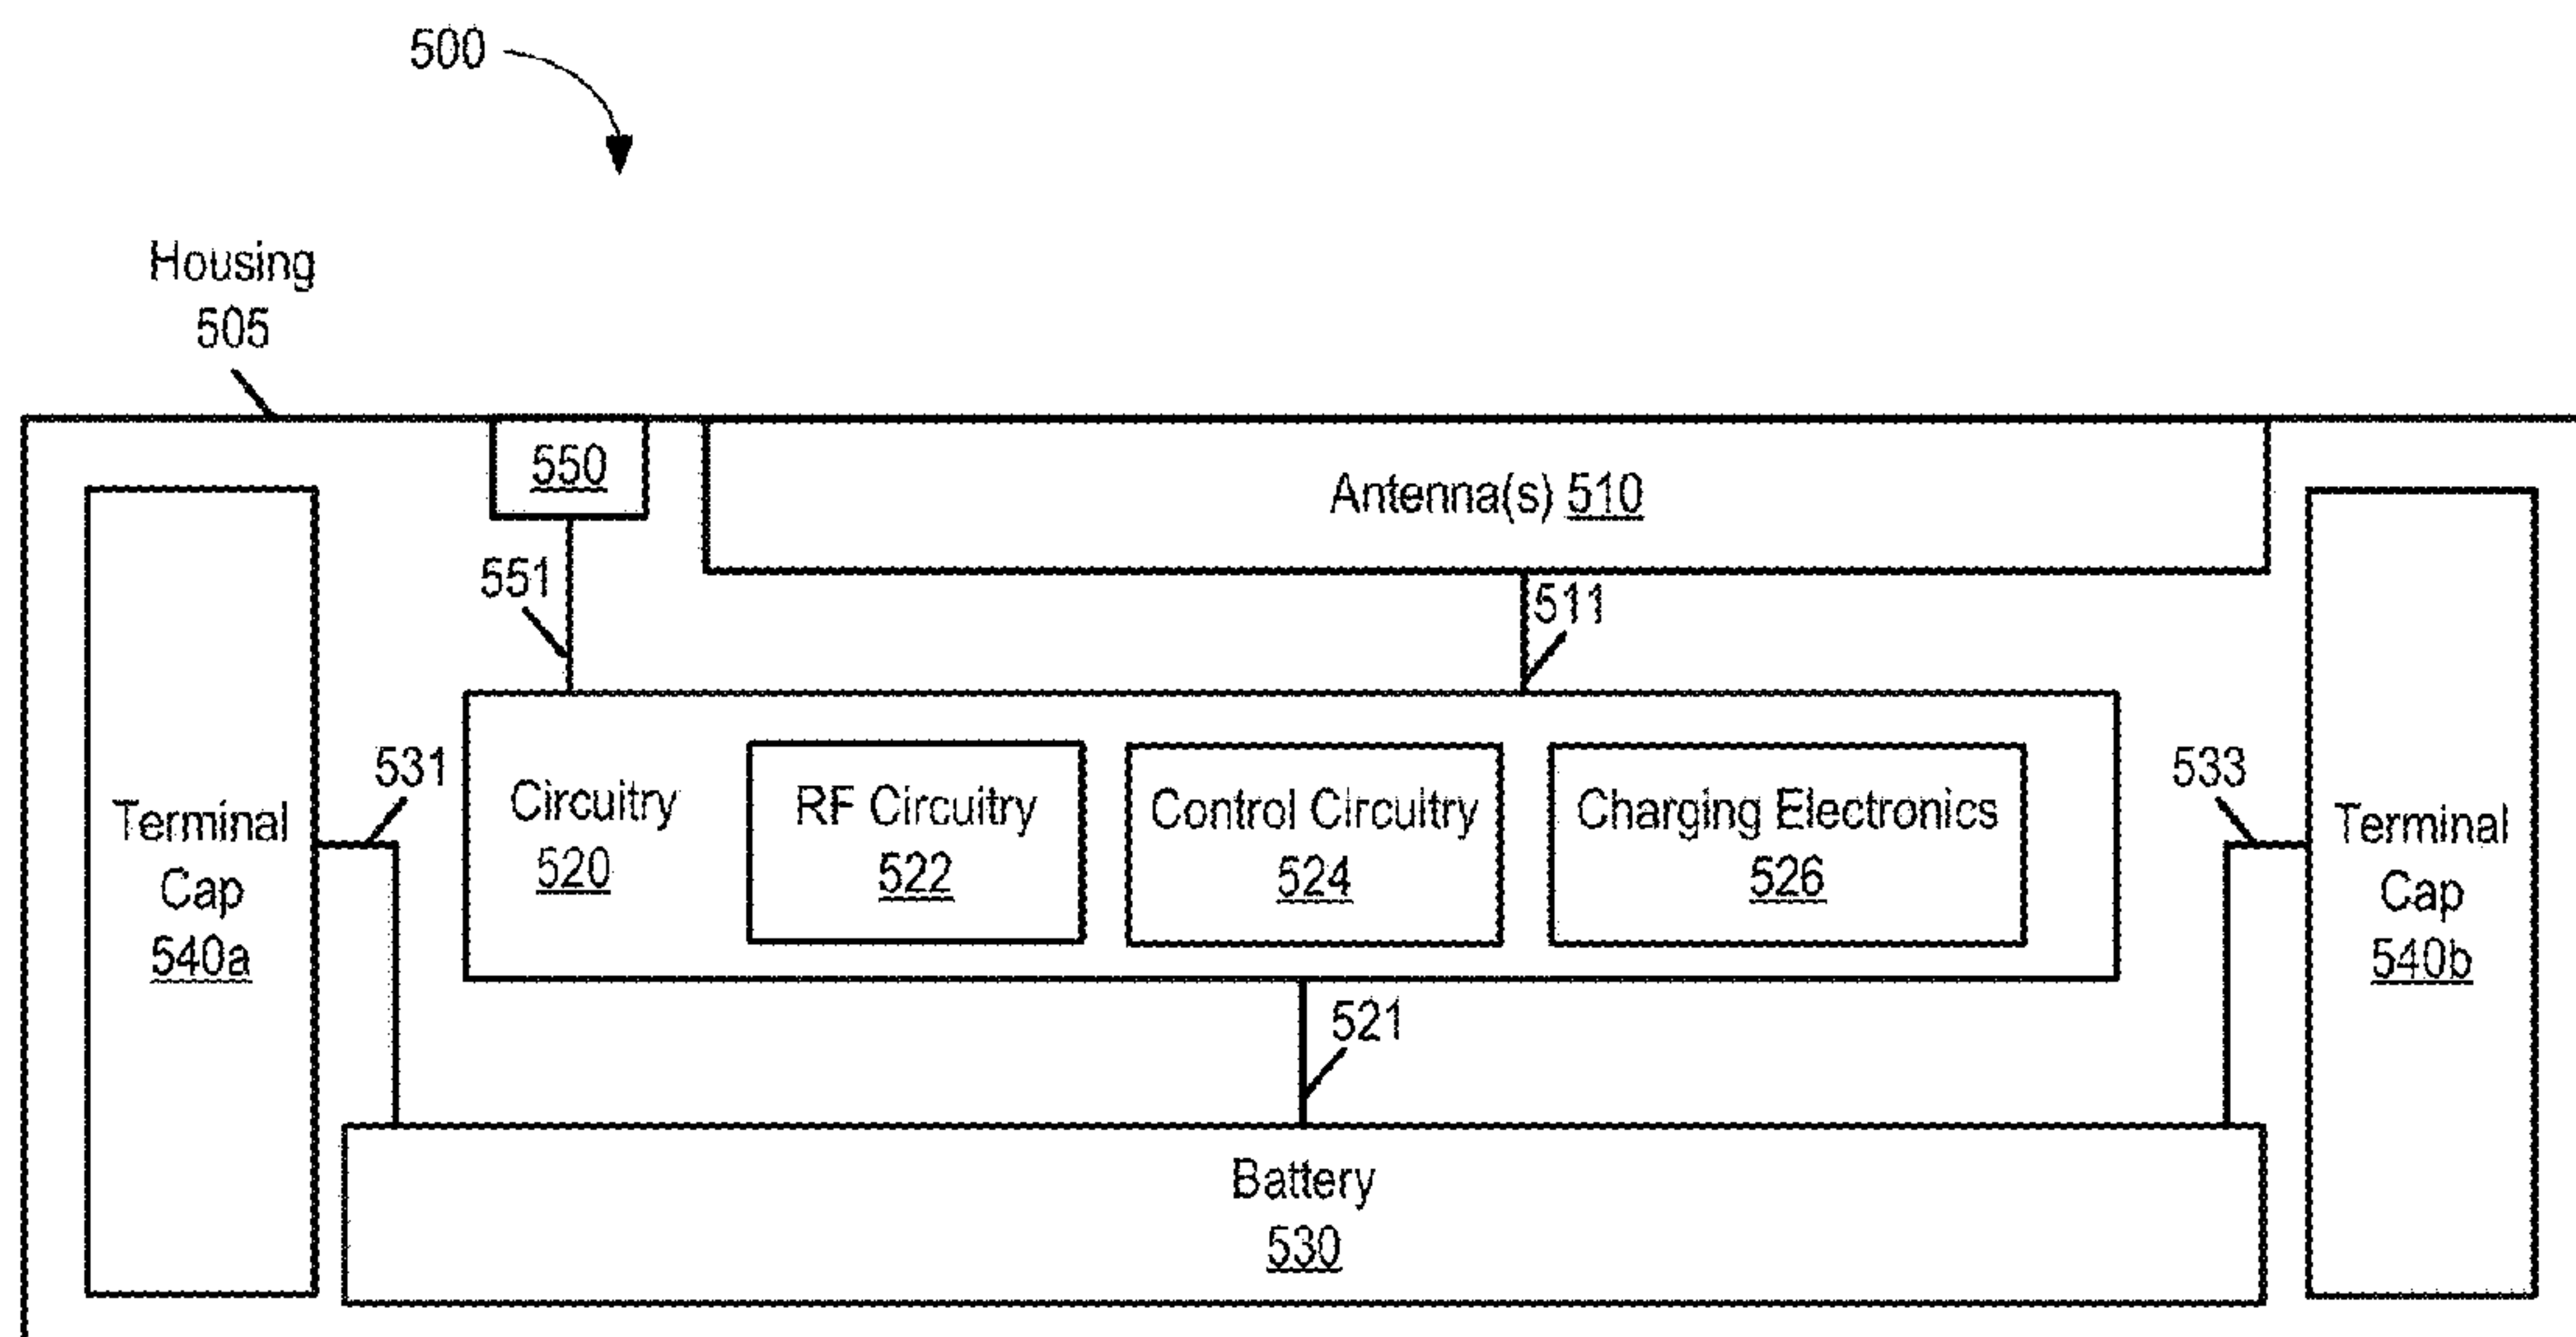 500
Housing
505
550
Antenna(s) 510
551
511
531
533
Terminal
Cap
540a
Circuitry
520
RF Circuitry
522
Control Circuitry
524
Charging Electronics
526
Terminal
Cap
540b
521
Battery
530